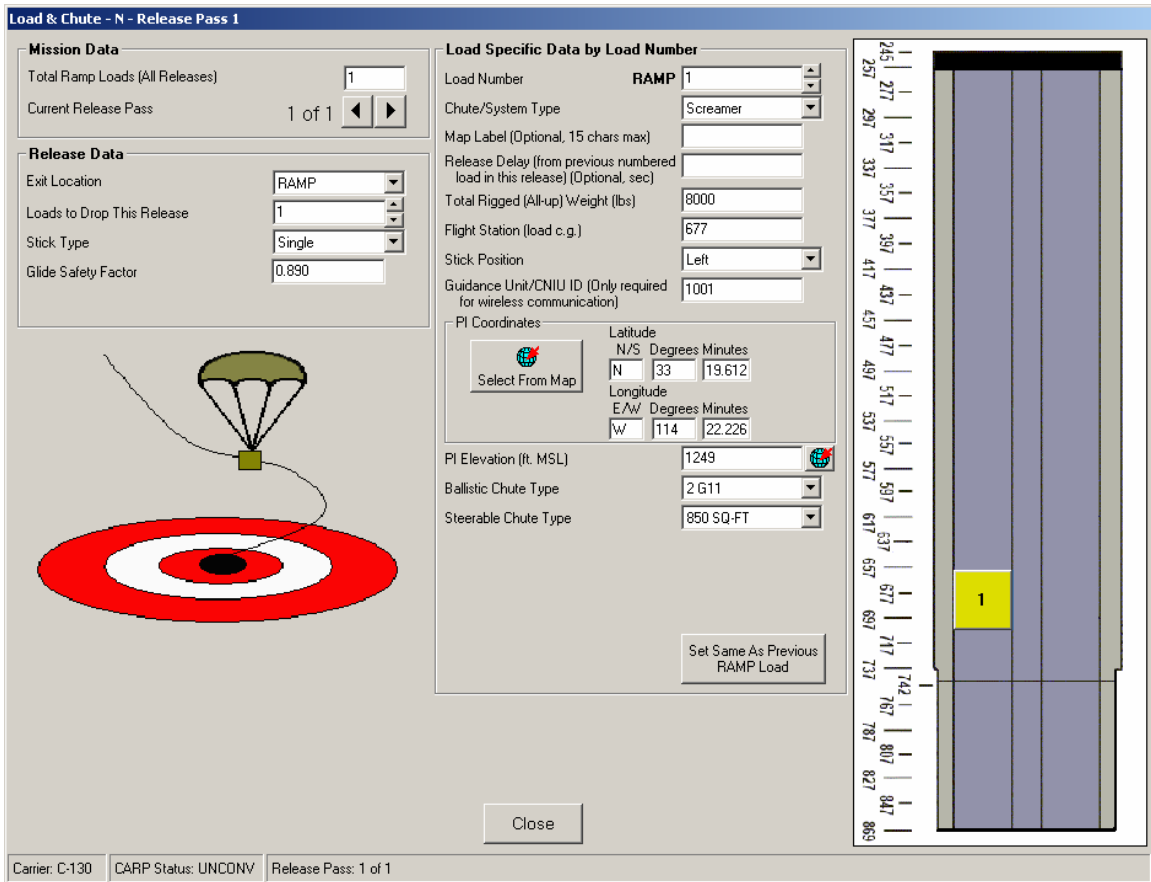 Load & Chute - N - Release Pass 1
Mission Data
Total Ramp Loads (All Releases) 1
Current Release Pass 1 of 1
Release Data
Exit Location RAMP
Loads to Drop This Release 1
Stick Type Single
Glide Safety Factor 0.890
Load Specific Data by Load Number
Load Number RAMP 1
Chute/System Type Screamer
Map Label (Optional, 15 chars max)
Release Delay (from previous numbered
load in this release) (Optional, sec)
Total Rigged (All-up) Weight (lbs) 8000
Flight Station (load c.g.) 677
Stick Position Left
Guidance Unit/CNIU ID (Only required
for wireless communication) 1001
PI Coordinates
Select From Map
Latitude
N/S Degrees Minutes
N 33 19.612
Longitude
E/W Degrees Minutes
W 114 22.226
PI Elevation (ft. MSL) 1249
Ballistic Chute Type 2 G11
Steerable Chute Type 850 SQ-FT
Set Same As Previous
RAMP Load
Close
245
257
277
297
317
337
357
377
397
417
437
457
477
497
517
537
557
577
597
617
637
657
677
697
717
737
742
767
787
807
827
847
869
1
Carrier: C-130 CARP Status: UNCONV Release Pass: 1 of 1